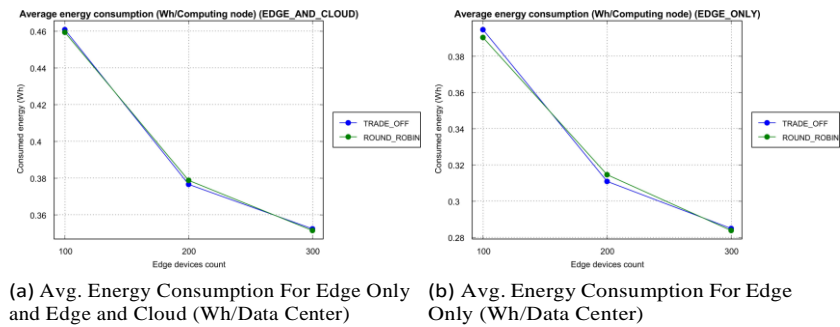 Average energy consumption (Wh/Computing node) (EDGE_AND_CLOUD)
Consumed energy (Wh)
0.46
0.44
0.42
0.4
0.38
0.36
100
200
300
Edge devices count
TRADE_OFF
ROUND_ROBIN
Average energy consumption (Wh/Computing node) (EDGE_ONLY)
Consumed energy (Wh)
0.38
0.36
0.34
0.32
0.3
0.28
100
200
300
Edge devices count
TRADE_OFF
ROUND_ROBIN
(a) Avg. Energy Consumption For Edge Only
and Edge and Cloud (Wh/Data Center)
(b) Avg. Energy Consumption For Edge
Only (Wh/Data Center)